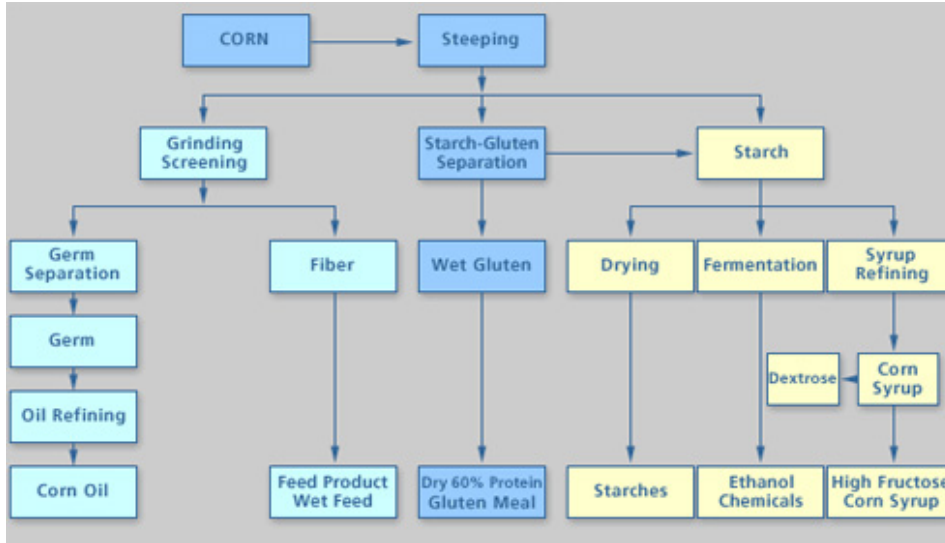 CORN
Steeping
Grinding
Screening
Starch-Gluten
Separation
Starch
Germ
Separation
Fiber
Wet Gluten
Drying
Fermentation
Syrup
Refining
Germ
Dextrose
Corn
Syrup
Oil Refining
Corn Oil
Feed Product
Wet Feed
Dry 60% Protein
Gluten Meal
Starches
Ethanol
Chemicals
High Fructose
Corn Syrup